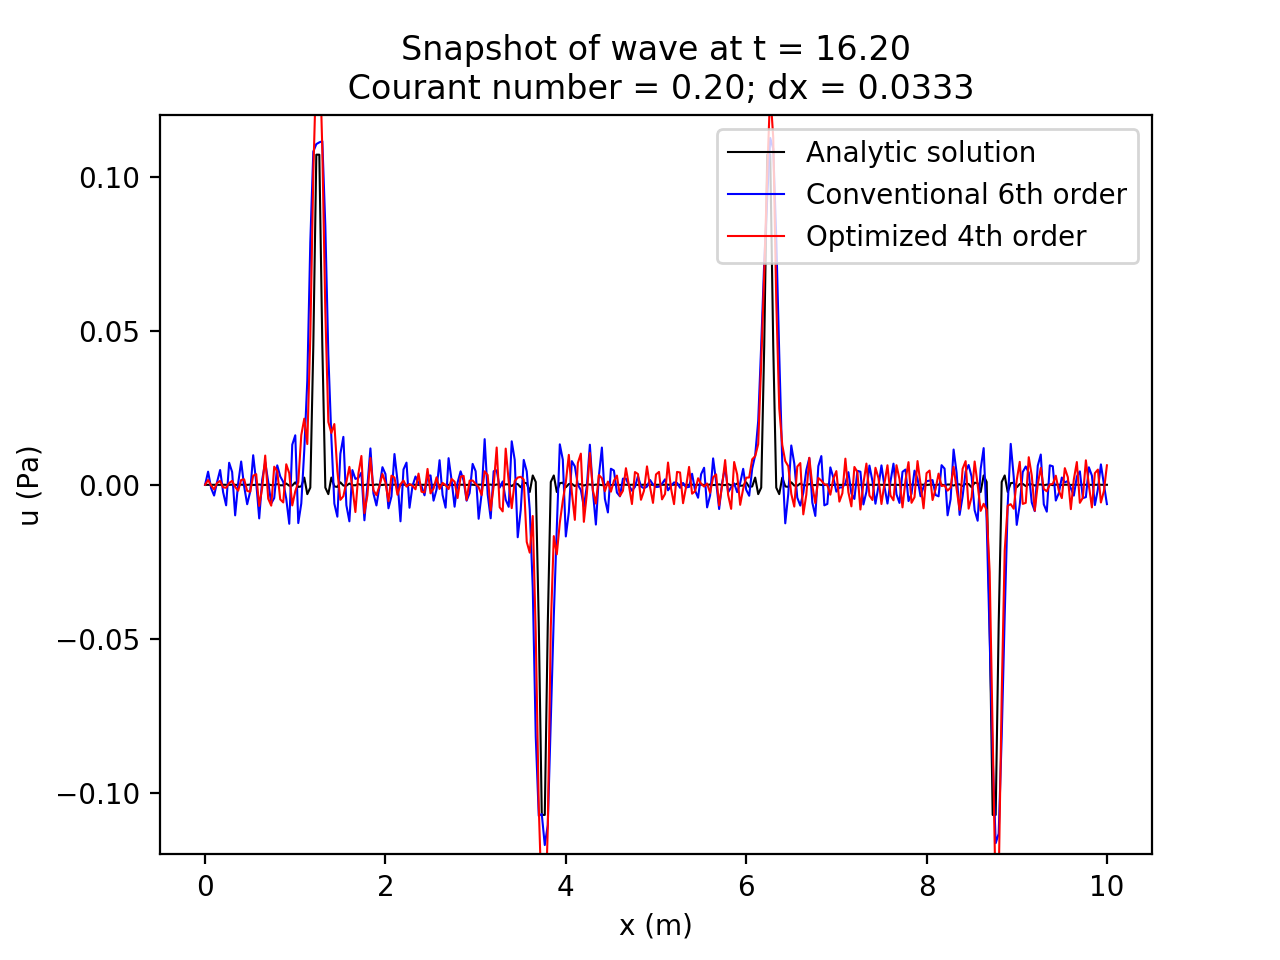 Snapshot of wave at t = 16.20
Courant number = 0.20; dx = 0.0333
Analytic solution
Conventional 6th order
Optimized 4th order
0.10
0.05
0.00
−0.05
−0.10
u (Pa)
0 2 4 6 8 10
x (m)